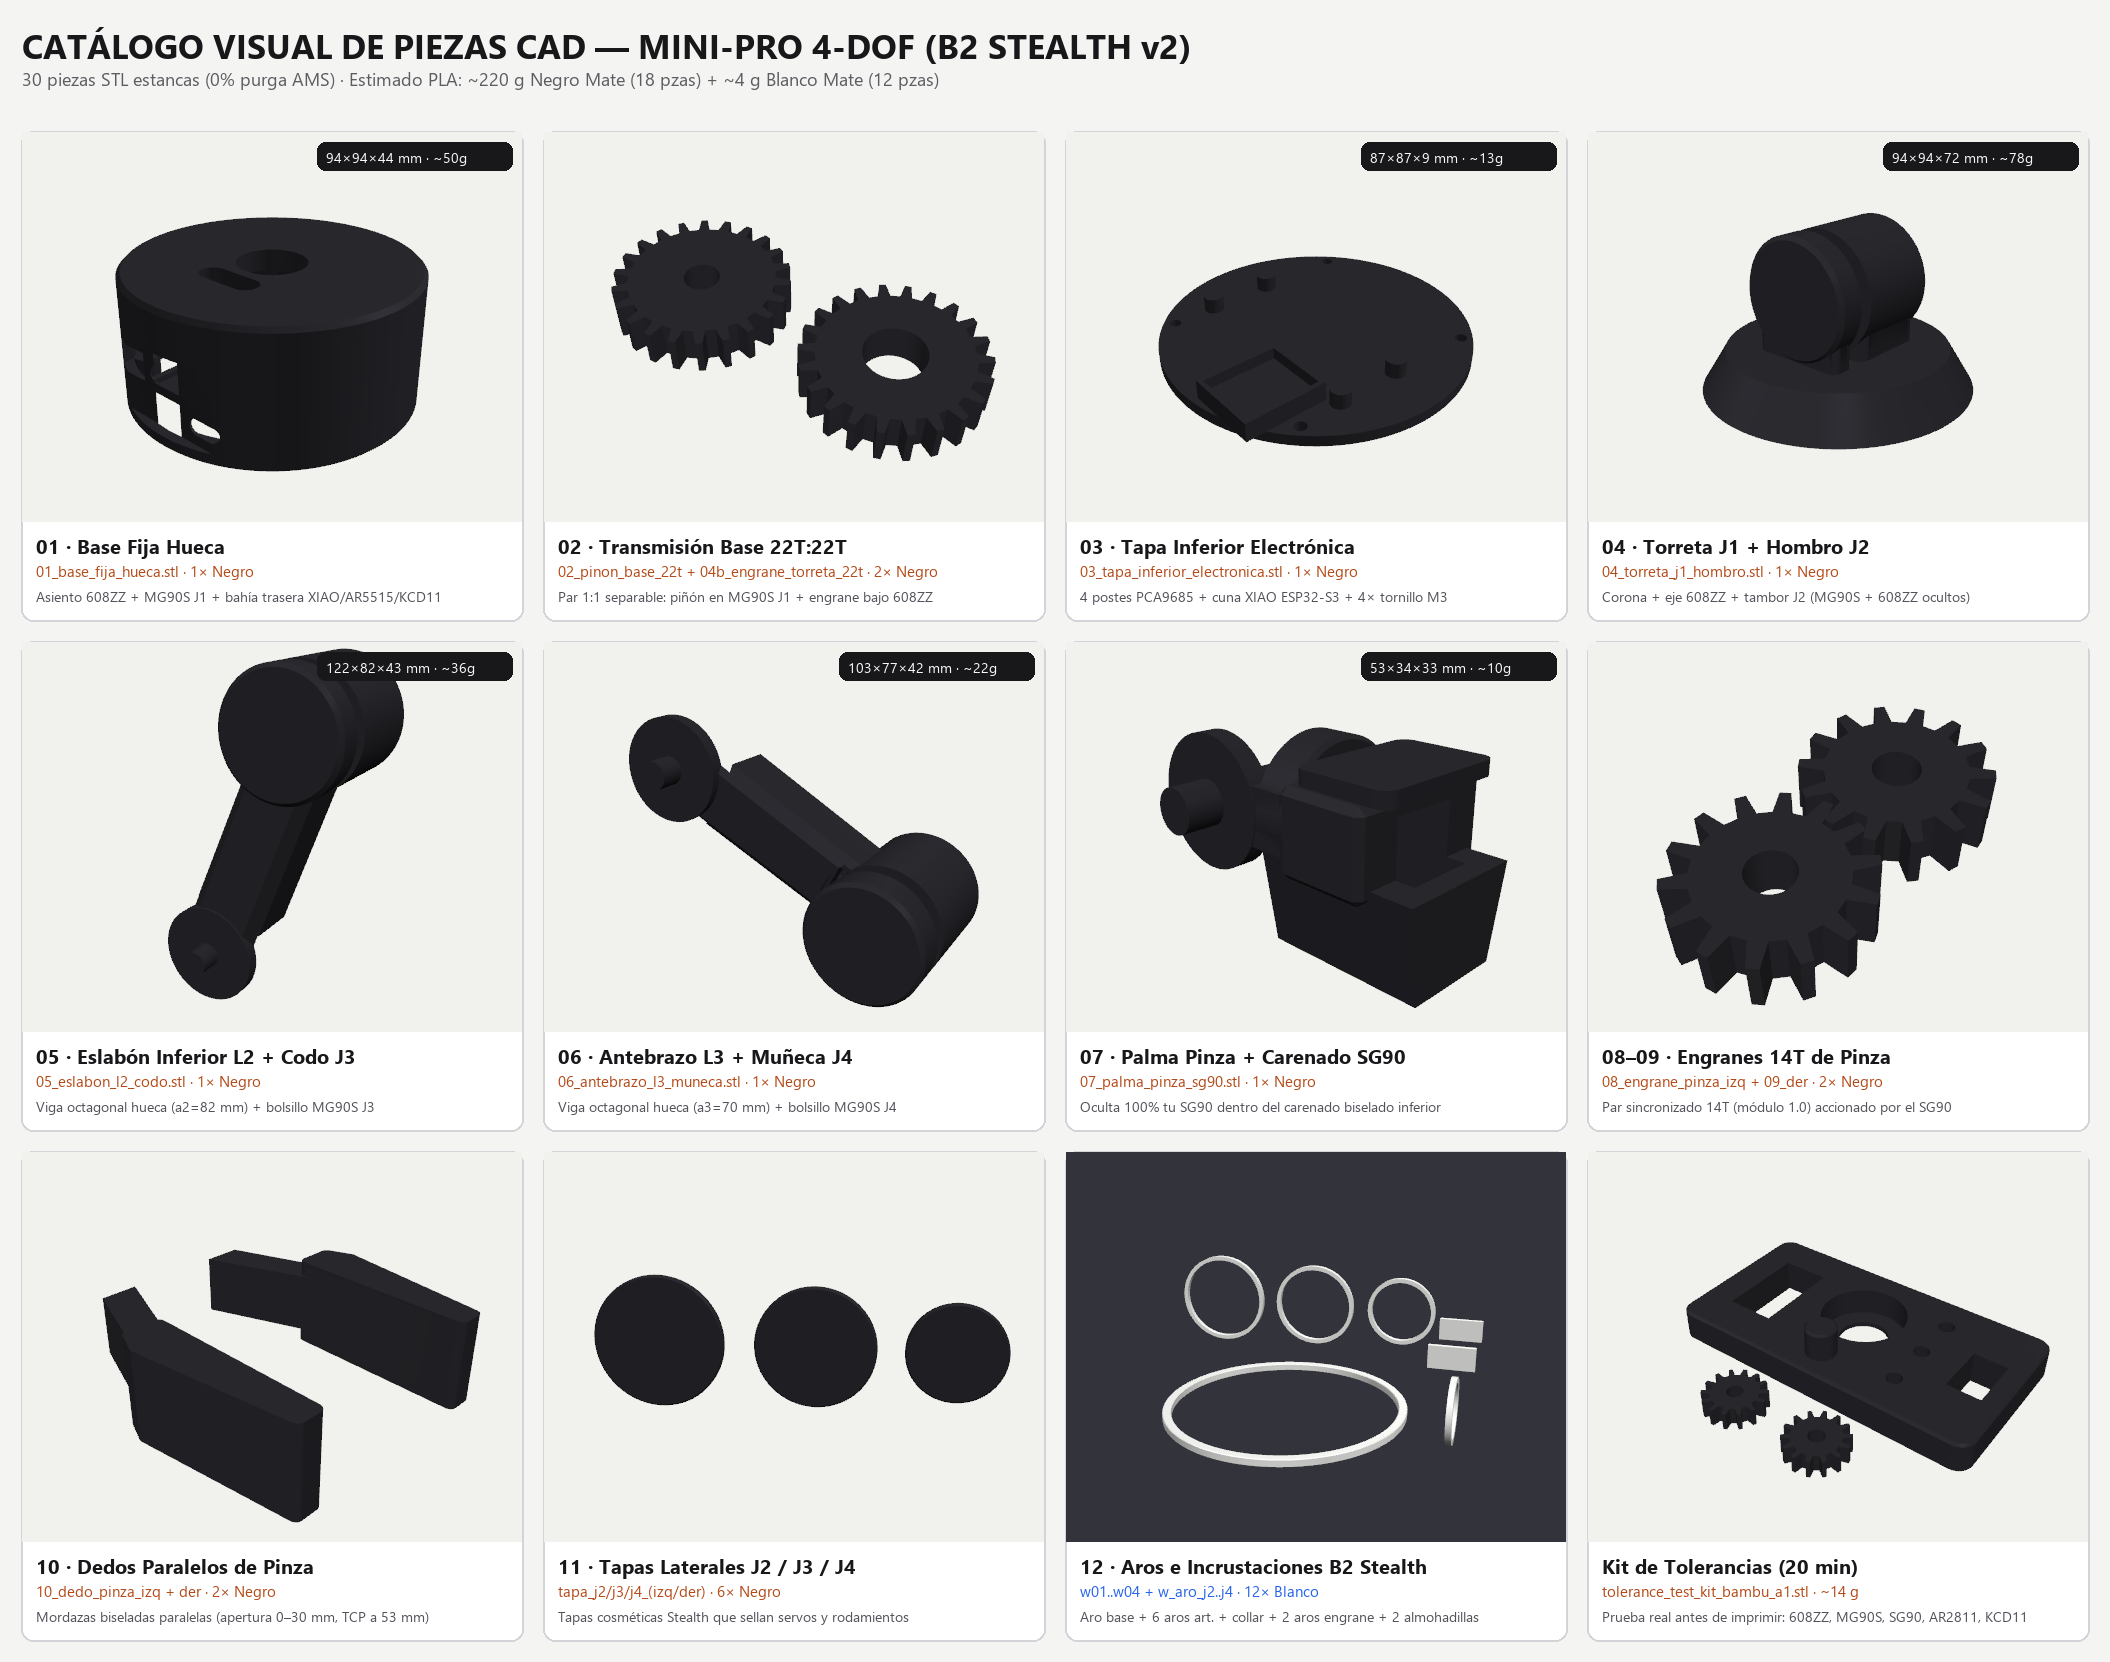 CATÁLOGO VISUAL DE PIEZAS CAD — MINI-PRO 4-DOF (B2 STEALTH v2)
30 piezas STL estancas (0% purga AMS) · Estimado PLA: ~220 g Negro Mate (18 pzas) + ~4 g Blanco Mate (12 pzas)
94×94×44 mm · ~50g
01 · Base Fija Hueca
01_base_fija_hueca.stl · 1× Negro
Asiento 608ZZ + MG90S J1 + bahía trasera XIAO/AR5515/KCD11
02 · Transmisión Base 22T:22T
02_pinon_base_22t + 04b_engrane_torreta_22t · 2× Negro
Par 1:1 separable: piñón en MG90S J1 + engrane bajo 608ZZ
87×87×9 mm · ~13g
03 · Tapa Inferior Electrónica
03_tapa_inferior_electronica.stl · 1× Negro
4 postes PCA9685 + cuna XIAO ESP32-S3 + 4× tornillo M3
94×94×72 mm · ~78g
04 · Torreta J1 + Hombro J2
04_torreta_j1_hombro.stl · 1× Negro
Corona + eje 608ZZ + tambor J2 (MG90S + 608ZZ ocultos)
122×82×43 mm · ~36g
05 · Eslabón Inferior L2 + Codo J3
05_eslabon_l2_codo.stl · 1× Negro
Viga octagonal hueca (a2=82 mm) + bolsillo MG90S J3
103×77×42 mm · ~22g
06 · Antebrazo L3 + Muñeca J4
06_antebrazo_l3_muneca.stl · 1× Negro
Viga octagonal hueca (a3=70 mm) + bolsillo MG90S J4
53×34×33 mm · ~10g
07 · Palma Pinza + Carenado SG90
07_palma_pinza_sg90.stl · 1× Negro
Oculta 100% tu SG90 dentro del carenado biselado inferior
08–09 · Engranes 14T de Pinza
08_engrane_pinza_izq + 09_der · 2× Negro
Par sincronizado 14T (módulo 1.0) accionado por el SG90
10 · Dedos Paralelos de Pinza
10_dedo_pinza_izq + der · 2× Negro
Mordazas biseladas paralelas (apertura 0–30 mm, TCP a 53 mm)
11 · Tapas Laterales J2 / J3 / J4
tapa_j2/j3/j4_(izq/der) · 6× Negro
Tapas cosméticas Stealth que sellan servos y rodamientos
12 · Aros e Incrustaciones B2 Stealth
w01..w04 + w_aro_j2..j4 · 12× Blanco
Aro base + 6 aros art. + collar + 2 aros engrane + 2 almohadillas
Kit de Tolerancias (20 min)
tolerance_test_kit_bambu_a1.stl · ~14 g
Prueba real antes de imprimir: 608ZZ, MG90S, SG90, AR2811, KCD11